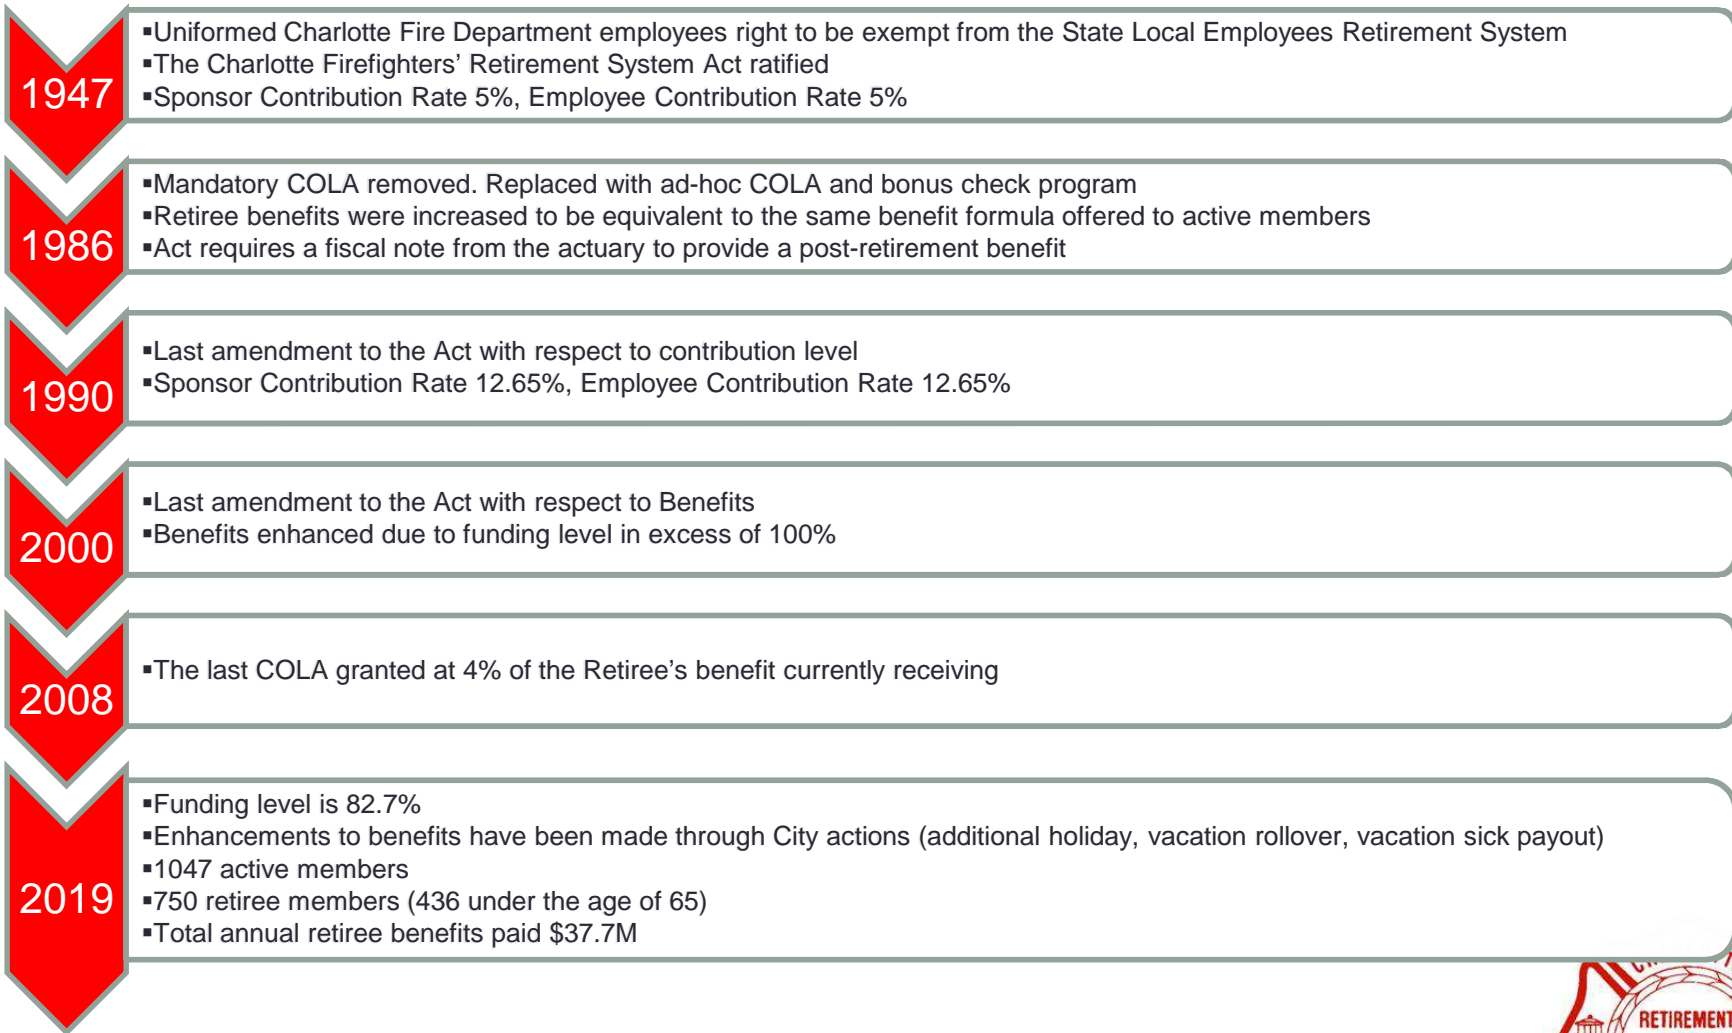 1947
▪Uniformed Charlotte Fire Department employees right to be exempt from the State Local Employees Retirement System
▪The Charlotte Firefighters’ Retirement System Act ratified
▪Sponsor Contribution Rate 5%, Employee Contribution Rate 5%
1986
▪Mandatory COLA removed. Replaced with ad-hoc COLA and bonus check program
▪Retiree benefits were increased to be equivalent to the same benefit formula offered to active members
▪Act requires a fiscal note from the actuary to provide a post-retirement benefit
1990
▪Last amendment to the Act with respect to contribution level
▪Sponsor Contribution Rate 12.65%, Employee Contribution Rate 12.65%
2000
▪Last amendment to the Act with respect to Benefits
▪Benefits enhanced due to funding level in excess of 100%
2008
▪The last COLA granted at 4% of the Retiree’s benefit currently receiving
2019
▪Funding level is 82.7%
▪Enhancements to benefits have been made through City actions (additional holiday, vacation rollover, vacation sick payout)
▪1047 active members
▪750 retiree members (436 under the age of 65)
▪Total annual retiree benefits paid $37.7M
RETIREMENT